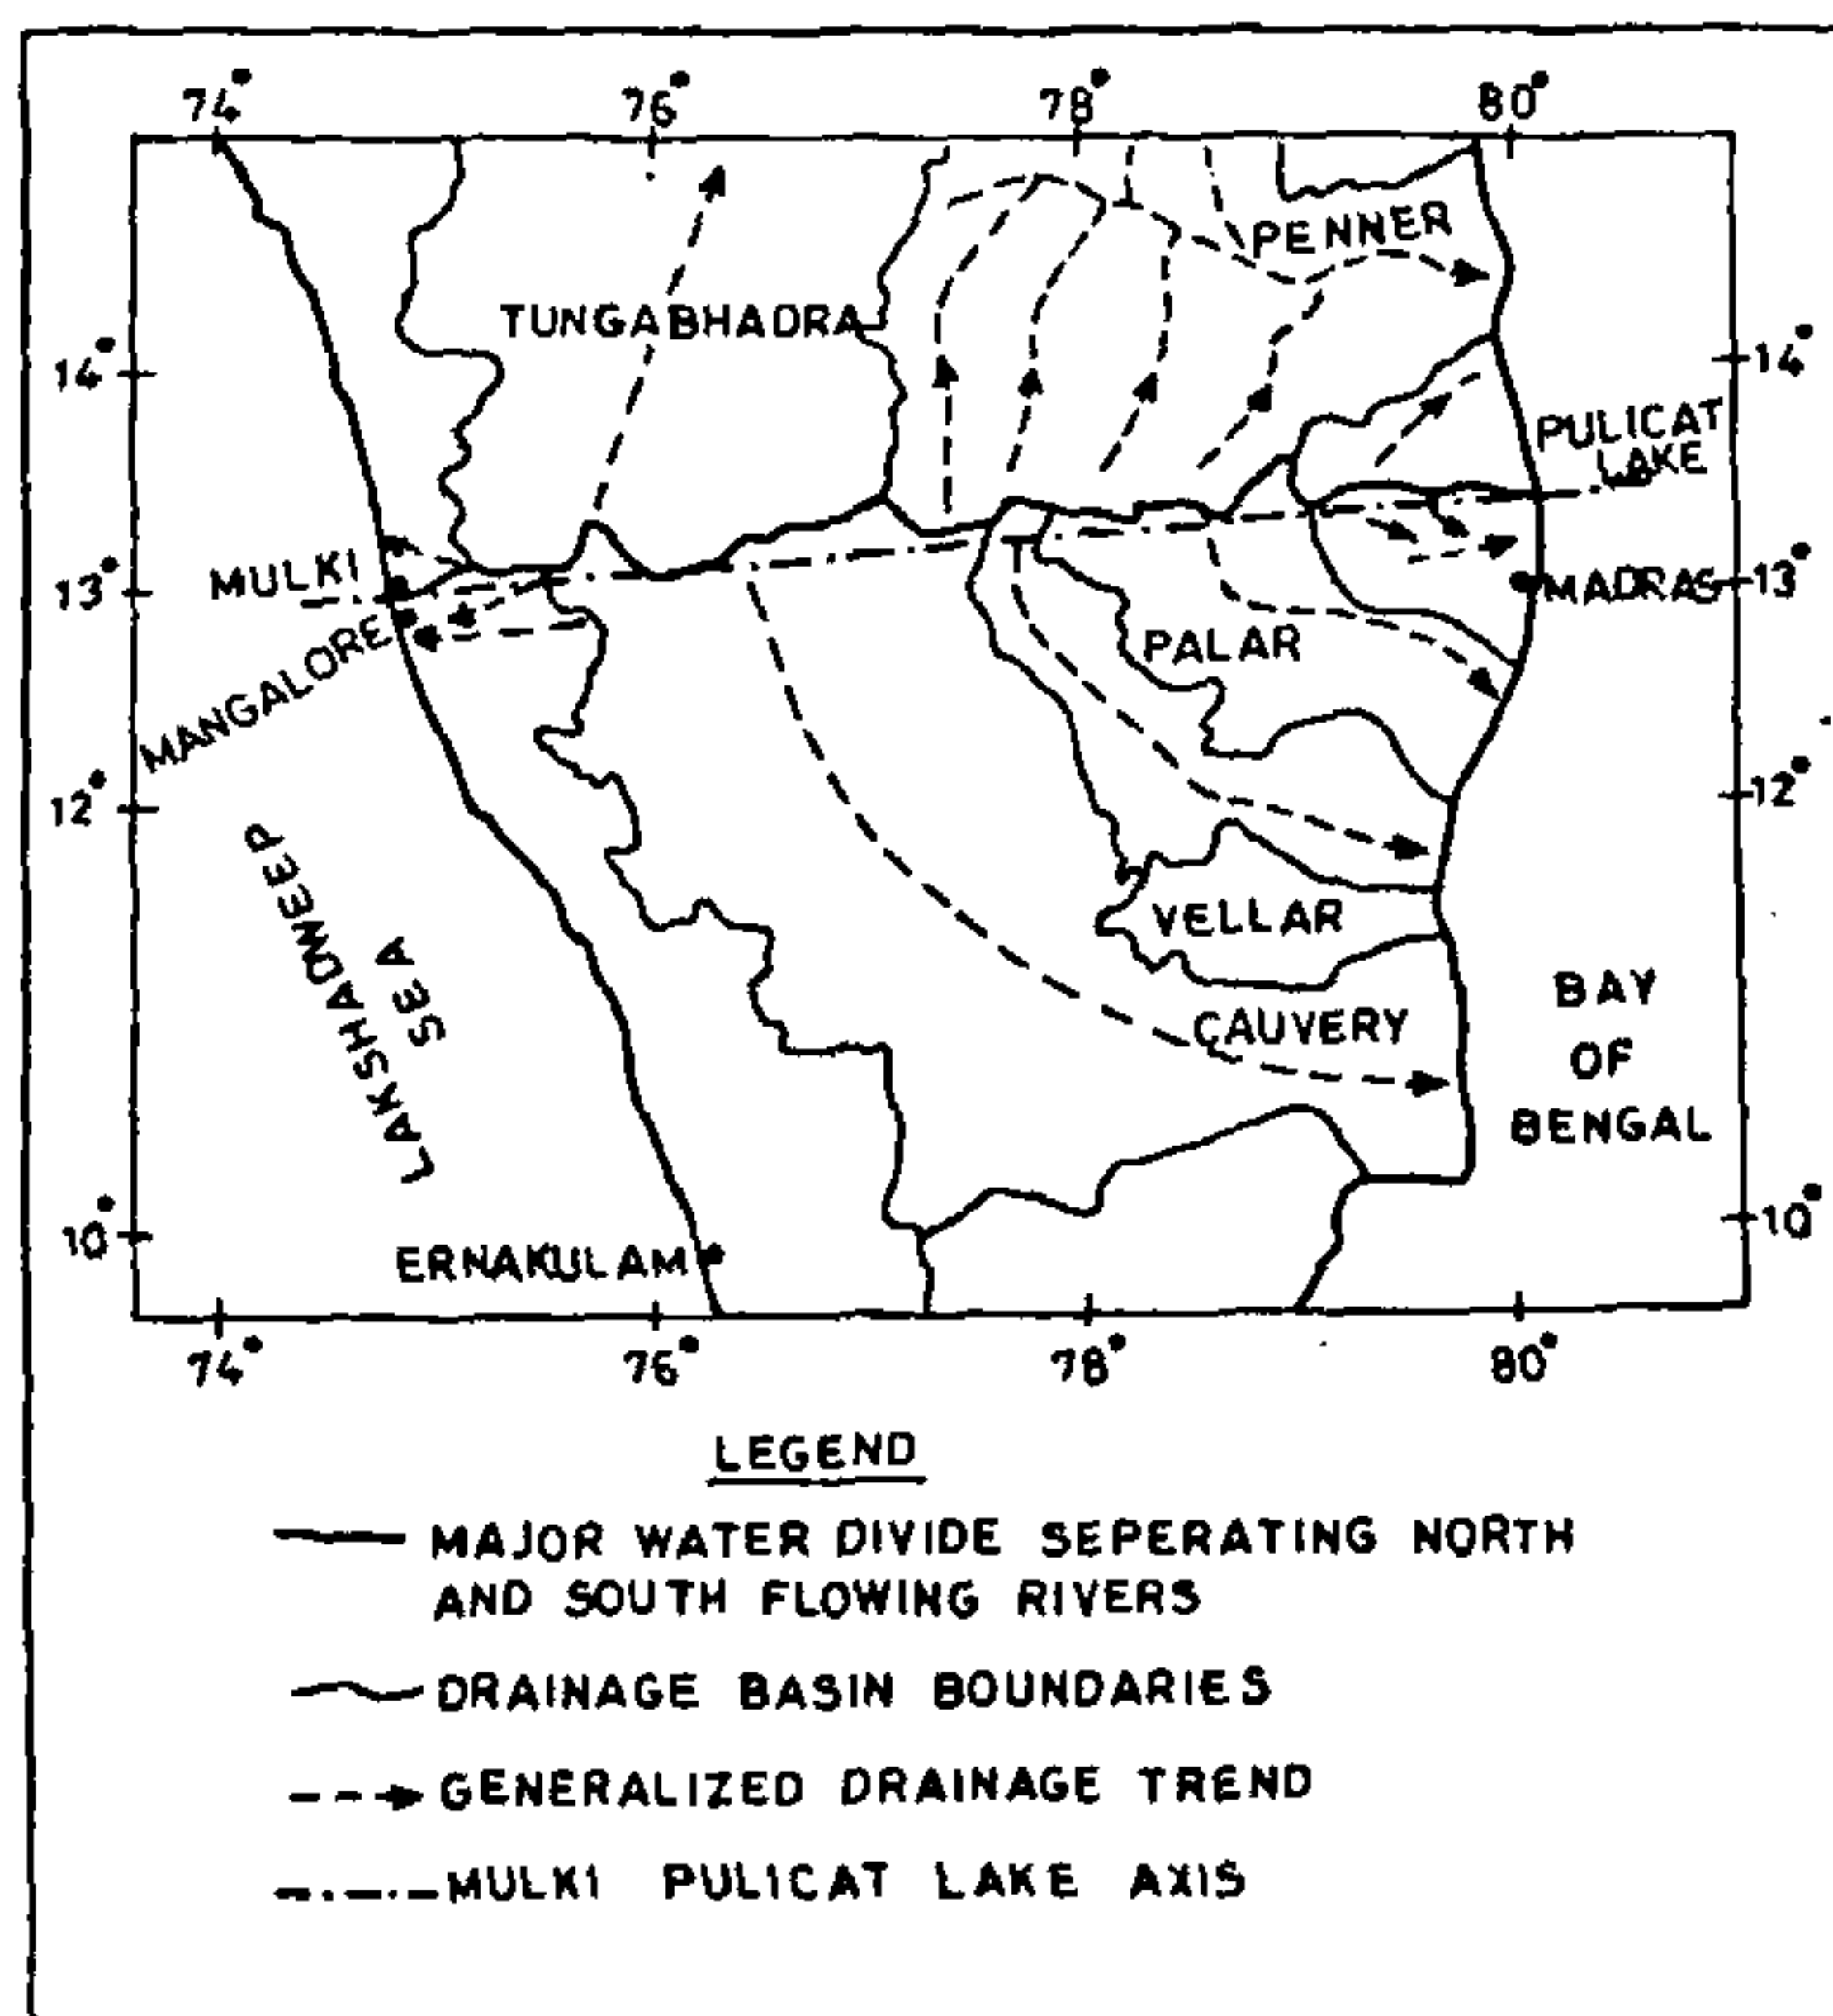 74° 76° 78° 80°
PENNER
TUNGABHADRA
14° 14°
PULICAT
LAKE
MULKI
13° 13°
MADRAS
MANGALORE
PALAR
12° 12°
LAKSHADWEEP
SEA
VELLAR
CAUVERY
BAY
OF
BENGAL
10° 10°
ERNAKULAM
74° 76° 78° 80°
LEGEND
MAJOR WATER DIVIDE SEPERATING NORTH
AND SOUTH FLOWING RIVERS
DRAINAGE BASIN BOUNDARIES
GENERALIZED DRAINAGE TREND
MULKI PULICAT LAKE AXIS